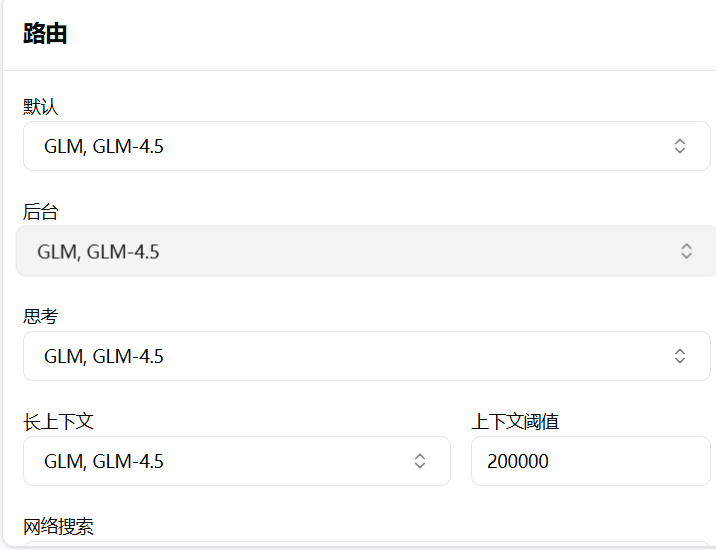 路由
默认
GLM, GLM-4.5
后台
GLM, GLM-4.5
思考
GLM, GLM-4.5
长上下文
上下文阈值
GLM, GLM-4.5
200000
网络搜索